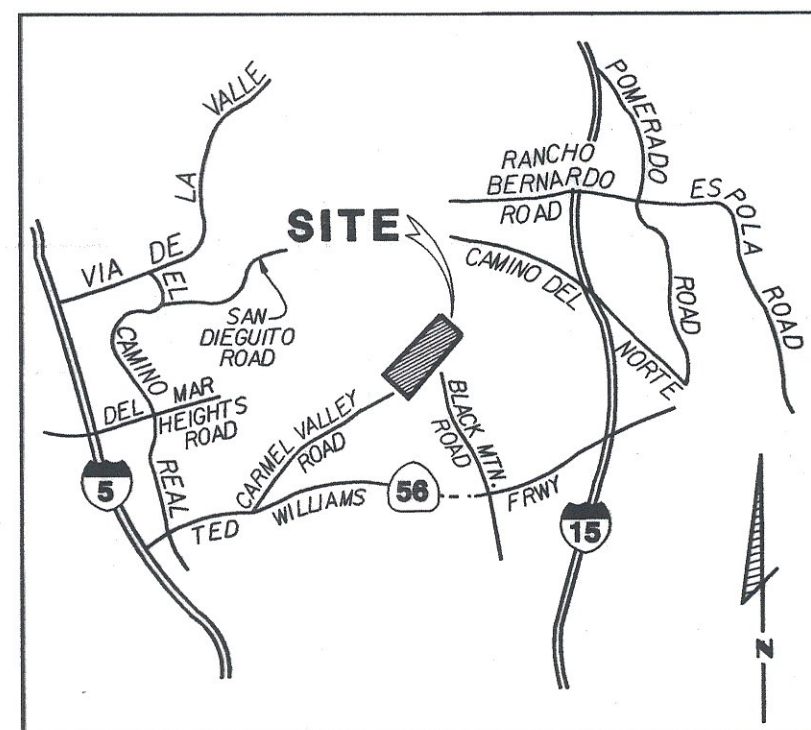 VIA DE LA VALLE
SITE
RANCHO
BERNARDO
ROAD
POMERADO ROAD
ESPOLA ROAD
CAMINO DEL NORTE
EL CAMINO REAL
SAN
DIEGUITO
ROAD
DEL MAR
HEIGHTS
ROAD
CARMEL VALLEY
ROAD
BLACK MTN.
ROAD
5
TED WILLIAMS FRWY
56
15
N